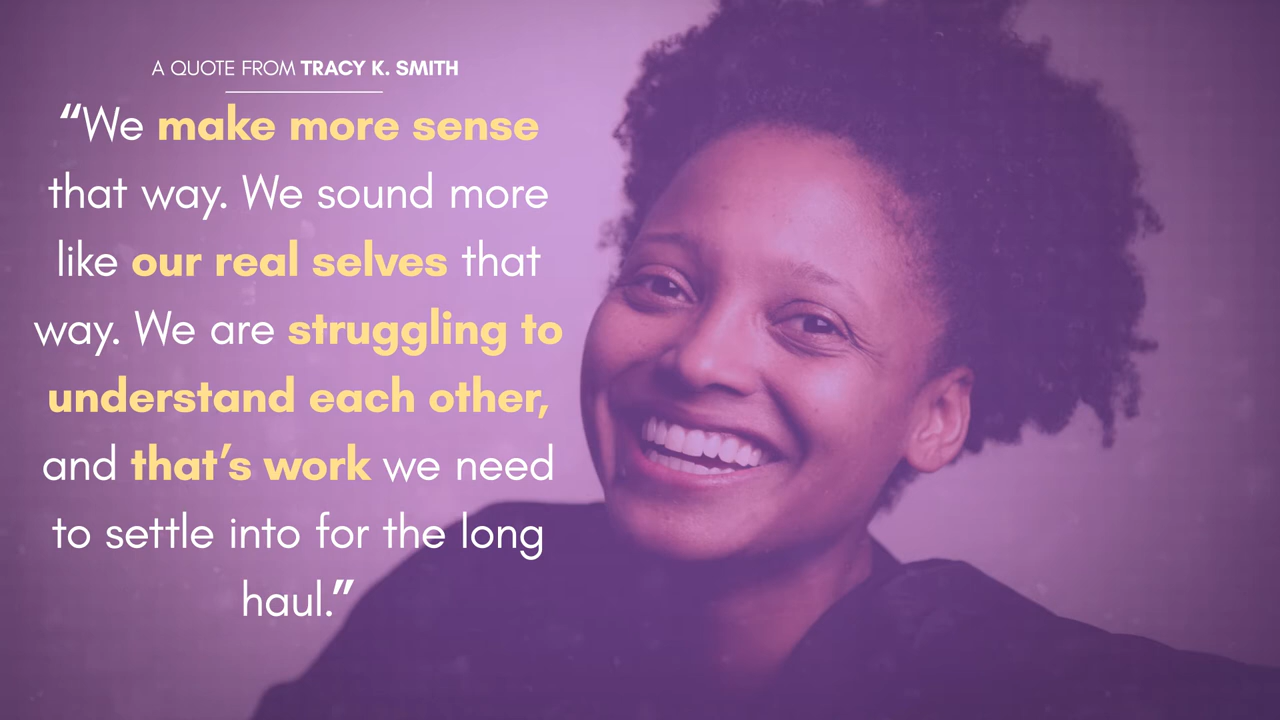 A QUOTE FROM TRACY K. SMITH
“We make more sense
that way. We sound more
like our real selves that
way. We are struggling to
understand each other,
and that’s work we need
to settle into for the long
haul.”